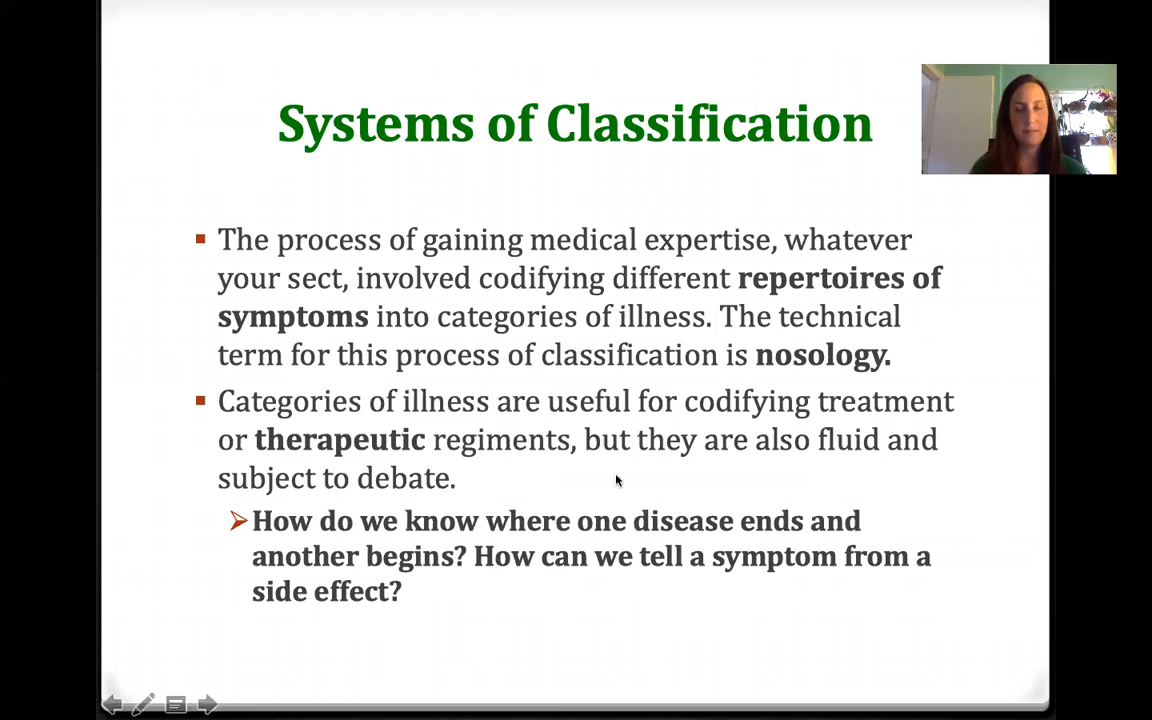 Systems of Classification
The process of gaining medical expertise, whatever
your sect, involved codifying different repertoires of
symptoms into categories of illness. The technical
term for this process of classification is nosology.
Categories of illness are useful for codifying treatment
or therapeutic regiments, but they are also fluid and
subject to debate.
How do we know where one disease ends and
another begins? How can we tell a symptom from a
side effect?